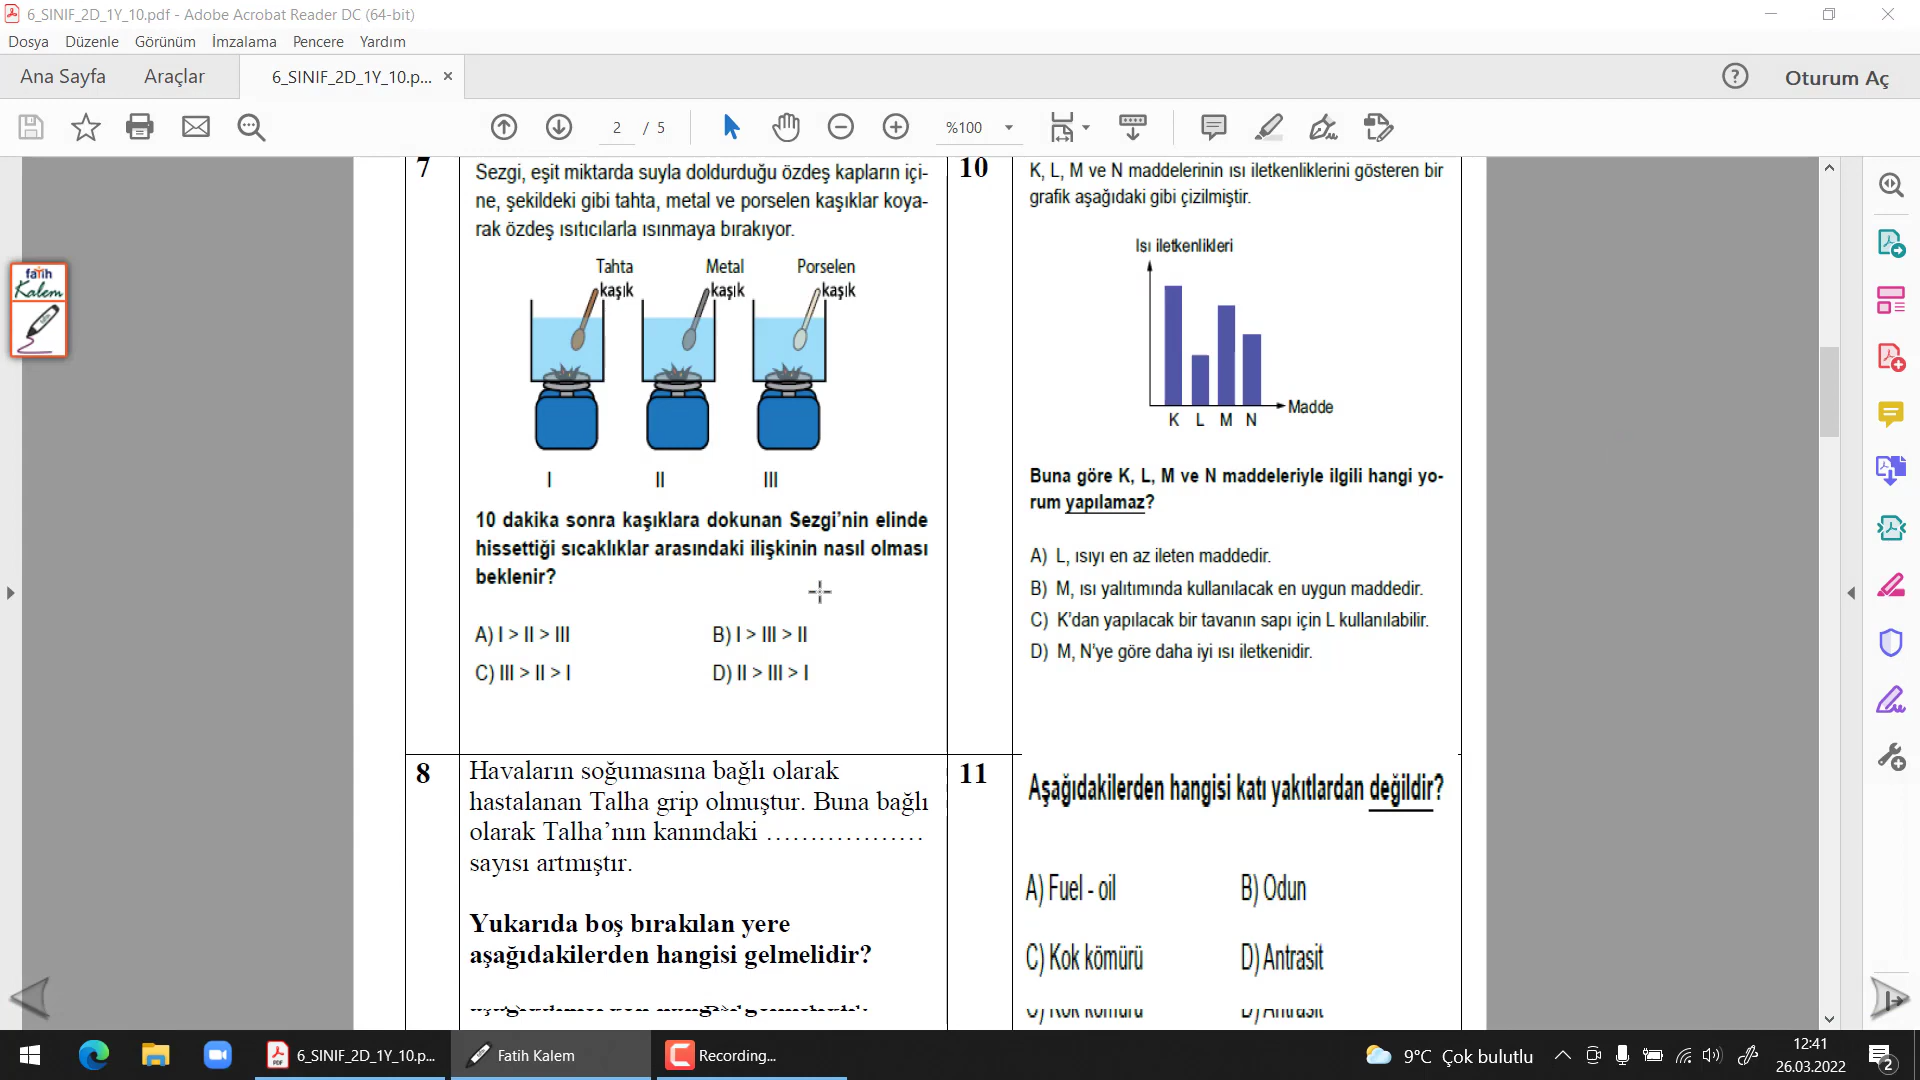 6_SINIF_2D_1Y_10.pdf - Adobe Acrobat Reader DC (64-bit)
Dosya Düzenle Görünüm İmzalama Pencere Yardım
Ana Sayfa Araçlar 6_SINIF_2D_1Y_10.p... × Oturum Aç
2 / 5 %100
fatih
Kalem
7
Sezgi, eşit miktarda suyla doldurduğu özdeş kapların içi-
ne, şekildeki gibi tahta, metal ve porselen kaşıklar koya-
rak özdeş ısıtıcılarla ısınmaya bırakıyor.
Tahta kaşık
Metal kaşık
Porselen kaşık
I II III
10 dakika sonra kaşıklara dokunan Sezgi'nin elinde
hissettiği sıcaklıklar arasındaki ilişkinin nasıl olması
beklenir?
A) I > II > III B) I > III > II
C) III > II > I D) II > III > I
8
Havaların soğumasına bağlı olarak
hastalanan Talha grip olmuştur. Buna bağlı
olarak Talha'nın kanındaki ………………
sayısı artmıştır.
Yukarıda boş bırakılan yere
aşağıdakilerden hangisi gelmelidir?
10
K, L, M ve N maddelerinin ısı iletkenliklerini gösteren bir
grafik aşağıdaki gibi çizilmiştir.
Isı iletkenlikleri
Madde
K L M N
Buna göre K, L, M ve N maddeleriyle ilgili hangi yo-
rum yapılamaz?
A) L, ısıyı en az ileten maddedir.
B) M, ısı yalıtımında kullanılacak en uygun maddedir.
C) K'dan yapılacak bir tavanın sapı için L kullanılabilir.
D) M, N'ye göre daha iyi ısı iletkenidir.
11
Aşağıdakilerden hangisi katı yakıtlardan değildir?
A) Fuel - oil B) Odun
C) Kok kömürü D) Antrasit
6_SINIF_2D_1Y_10.p... Fatih Kalem Recording... 9°C Çok bulutlu 12:41
26.03.2022 2